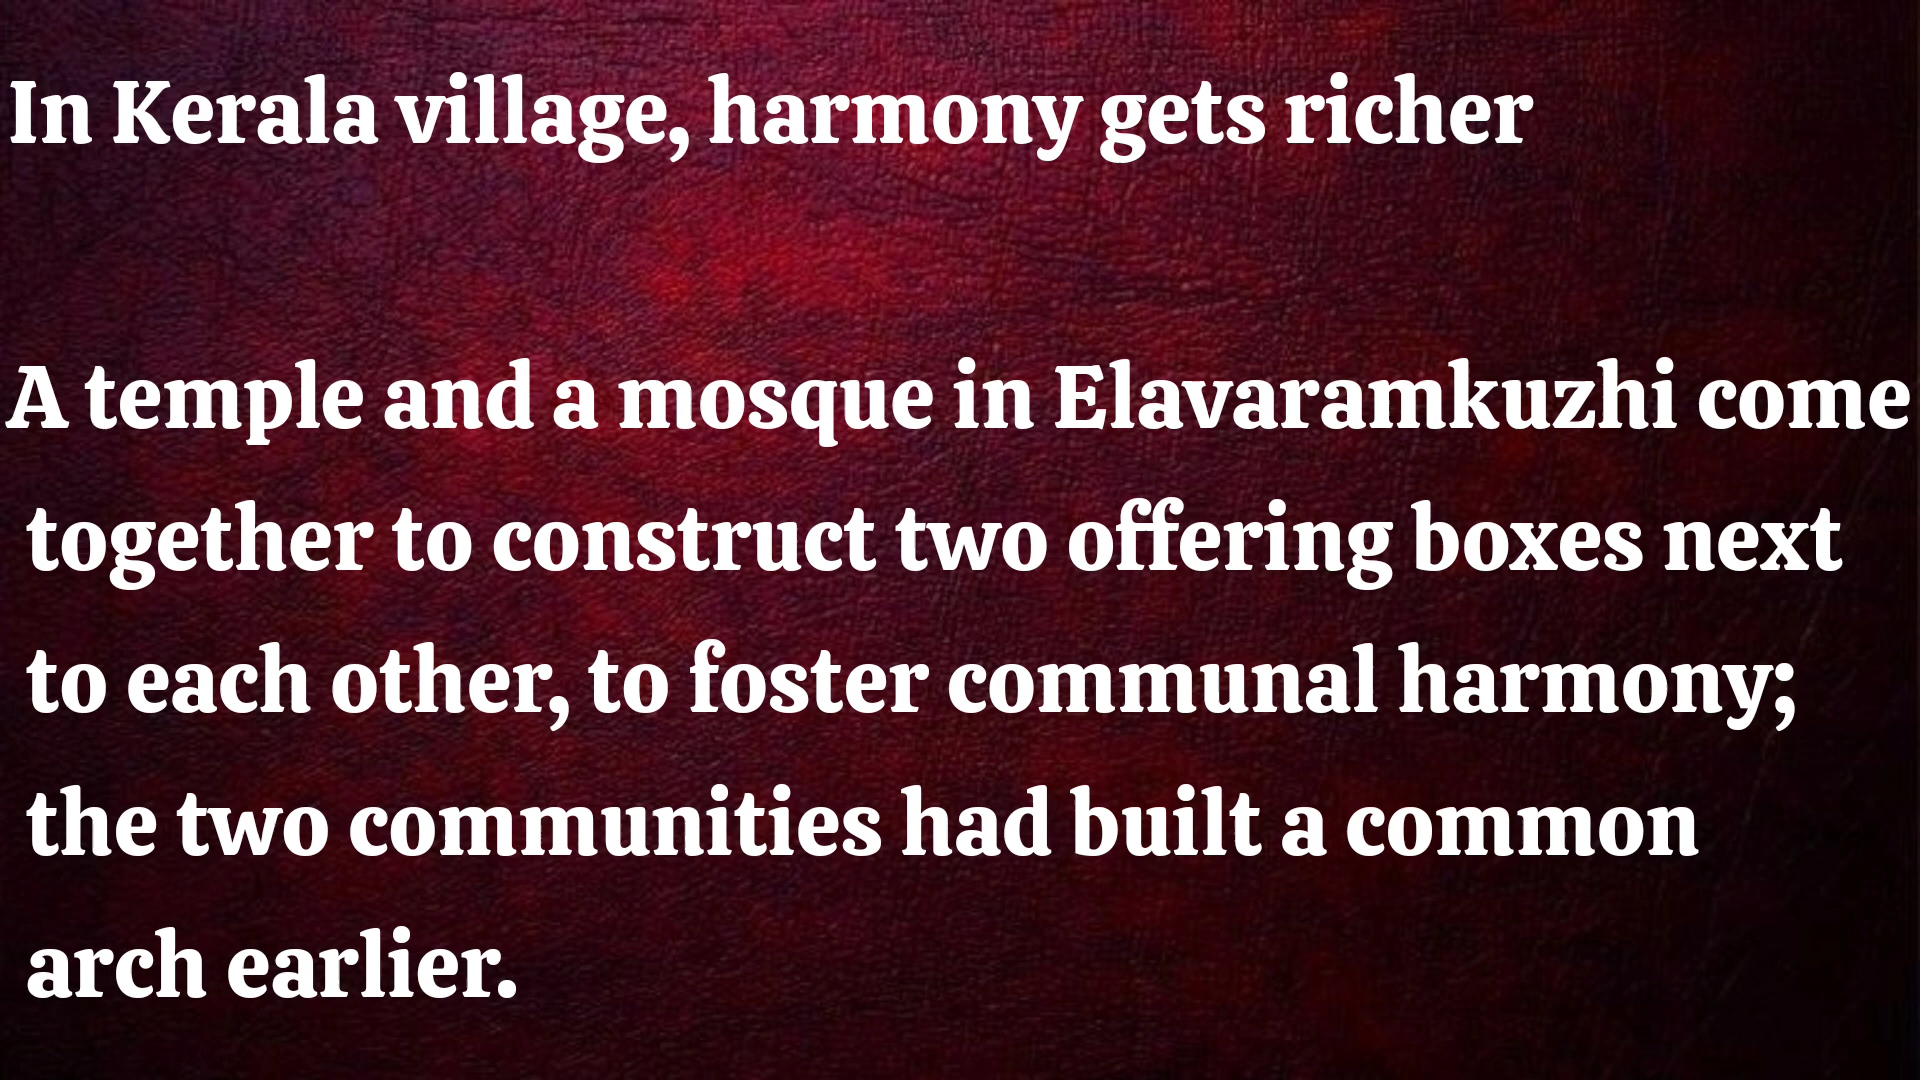 In Kerala village, harmony gets richer
A temple and a mosque in Elavaramkuzhi come
together to construct two offering boxes next
to each other, to foster communal harmony;
the two communities had built a common
arch earlier.